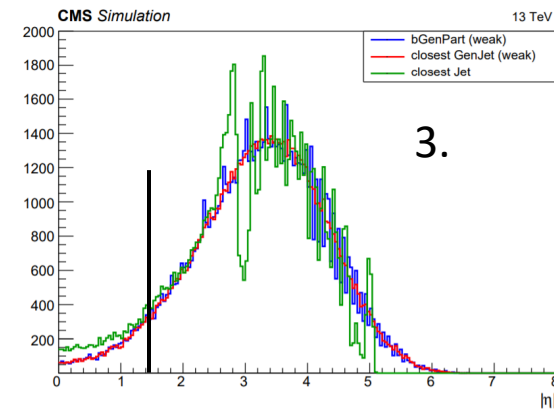 CMS Simulation 13 TeV
bGenPart (weak)
closest GenJet (weak)
closest Jet
3.
2000
1800
1600
1400
1200
1000
800
600
400
200
0 1 2 3 4 5 6 7 8
|η|